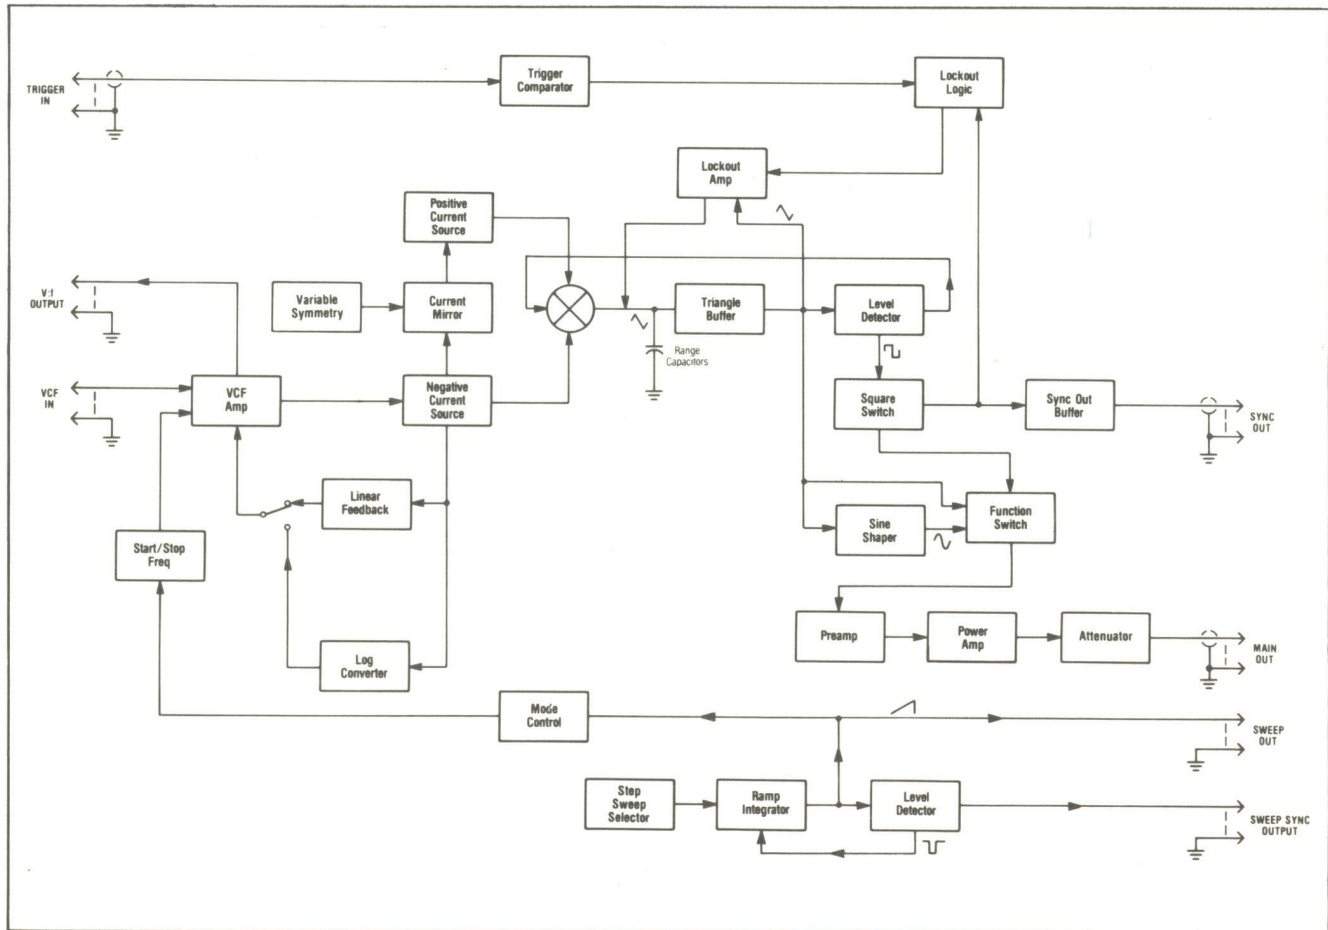 TRIGGER
IN
Trigger
Comparator
Lockout
Logic
Lockout
Amp
Positive
Current
Source
V:f
OUTPUT
Variable
Symmetry
Current
Mirror
Triangle
Buffer
Level
Detector
Range
Capacitors
VCF
IN
VCF
Amp
Negative
Current
Source
Square
Switch
Sync Out
Buffer
SYNC
OUT
Linear
Feedback
Function
Switch
Sine
Shaper
Start/Stop
Freq
Preamp
Power
Amp
Attenuator
MAIN
OUT
Log
Converter
Mode
Control
SWEEP
OUT
Step
Sweep
Selector
Ramp
Integrator
Level
Detector
SWEEP SYNC
OUTPUT